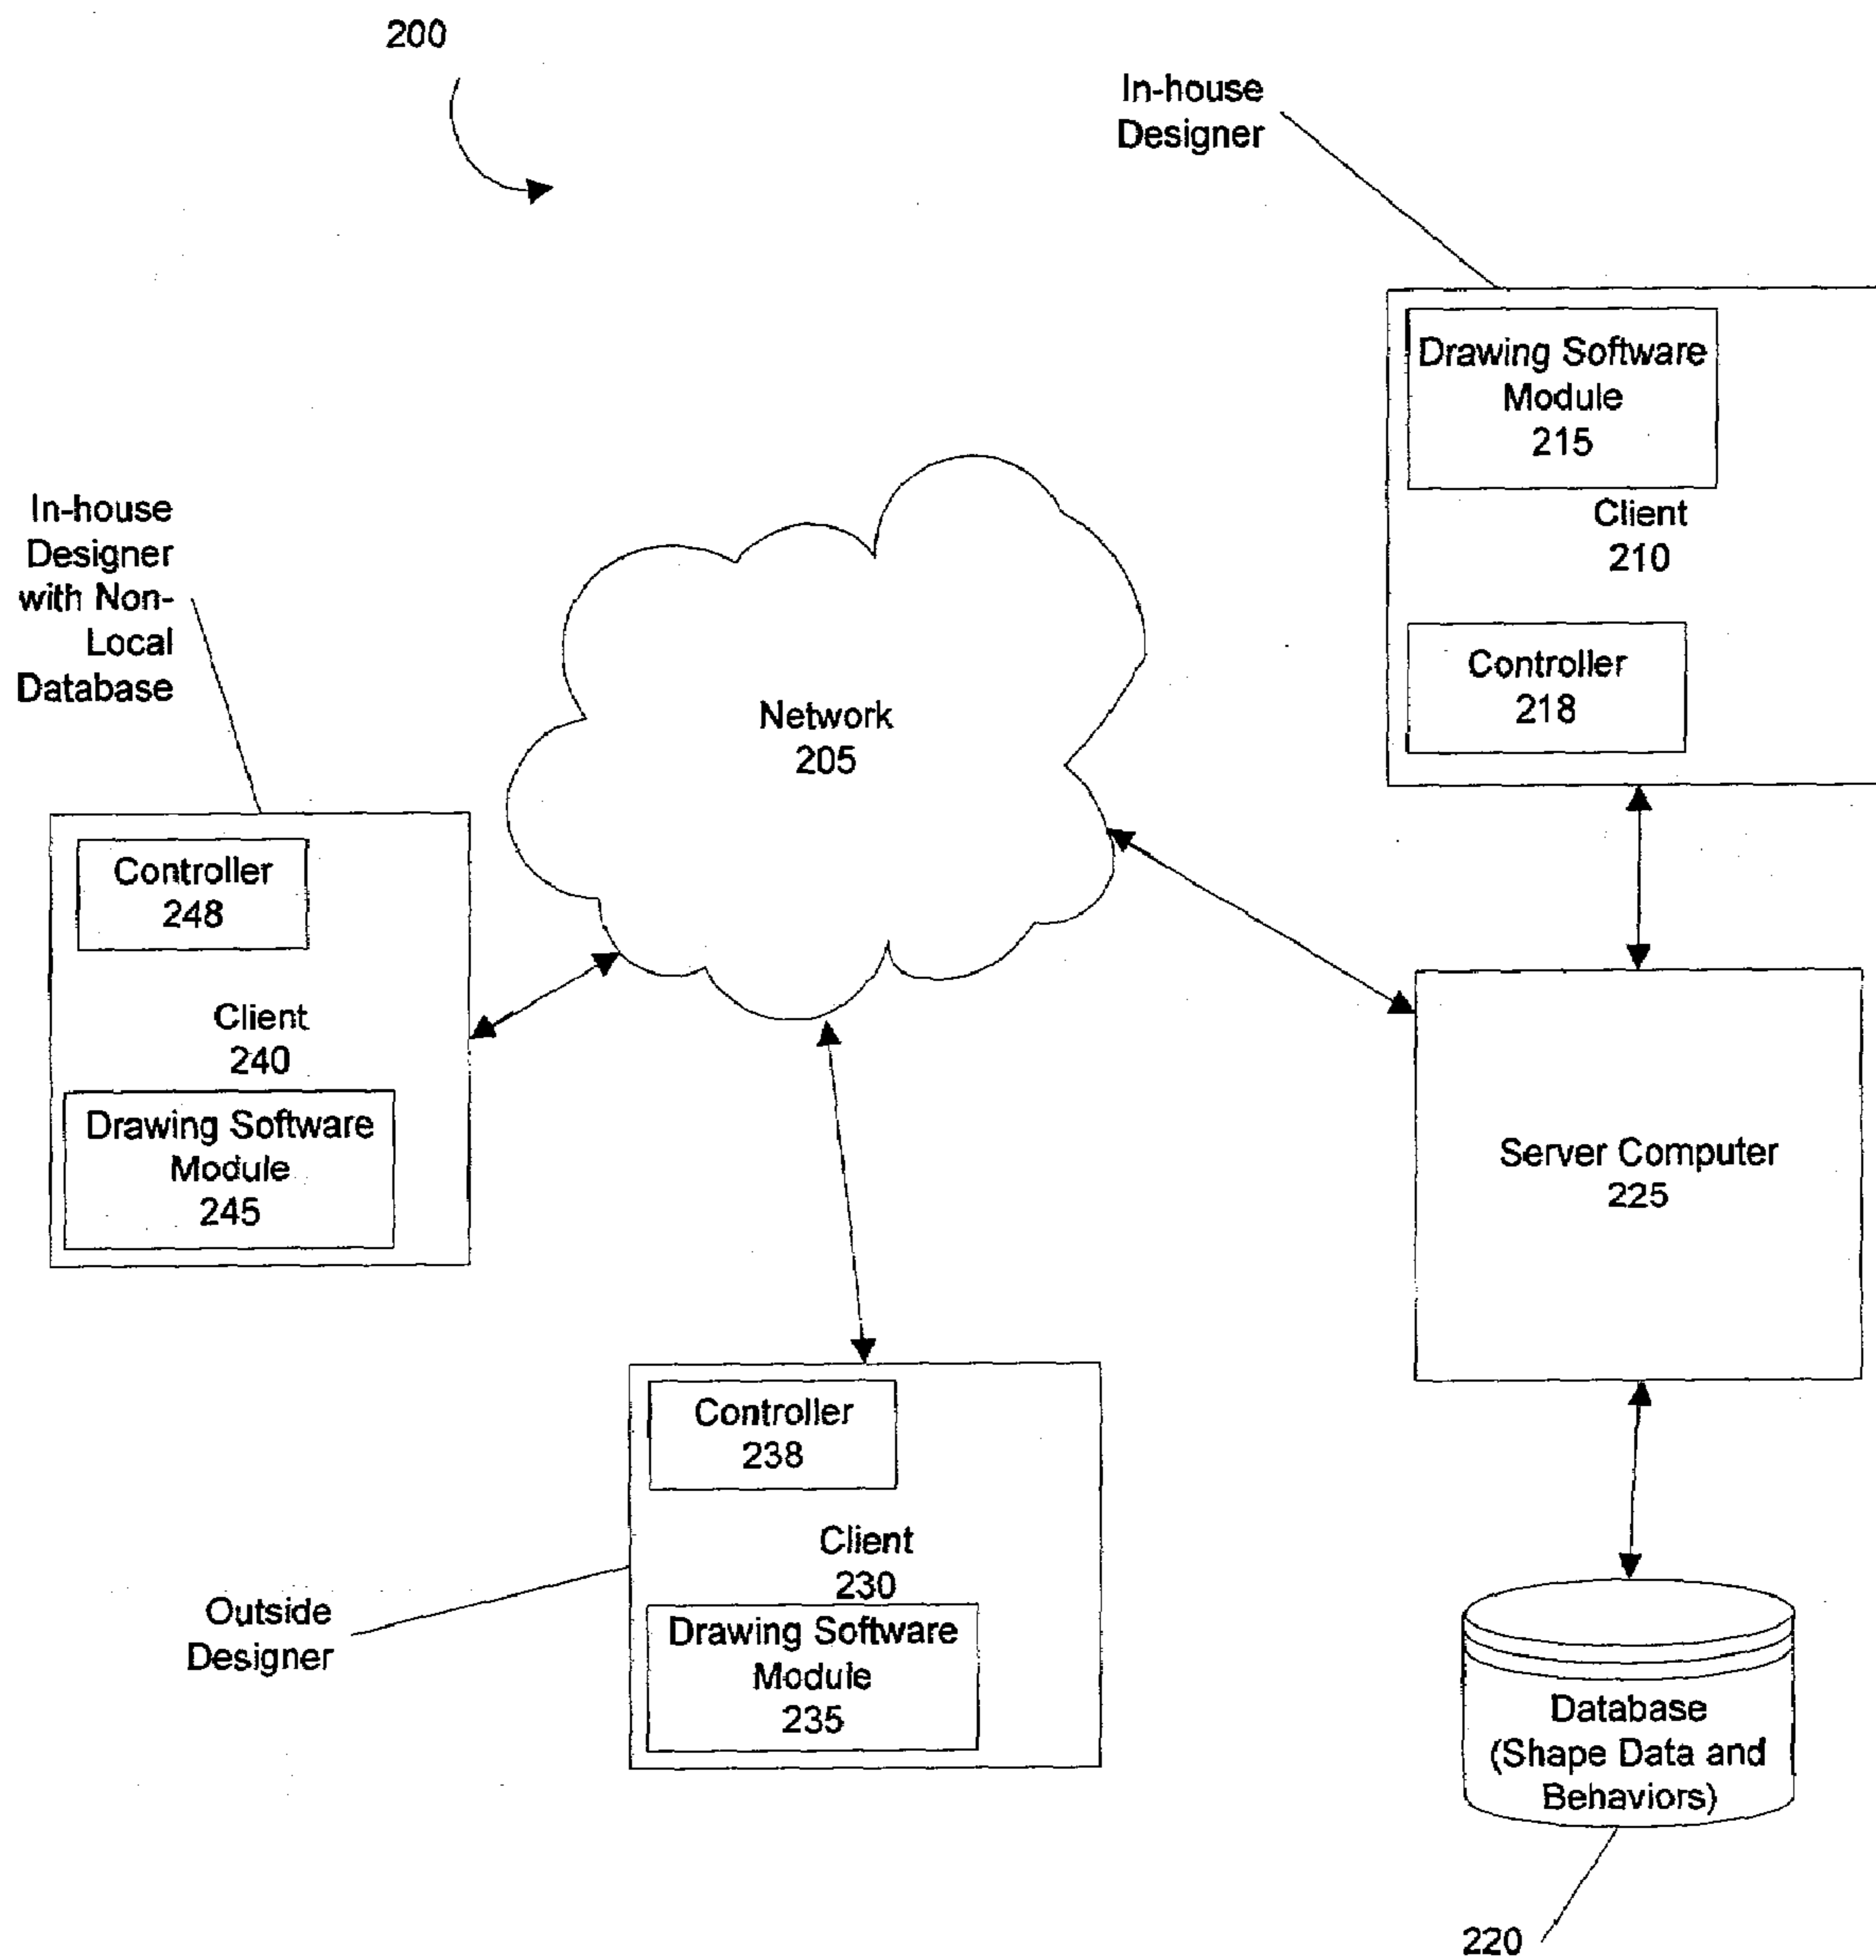 200
In-house
Designer
Drawing Software
Module
215
Client
210
Controller
218
In-house
Designer
with Non-
Local
Database
Network
205
Controller
248
Client
240
Drawing Software
Module
245
Server Computer
225
Controller
238
Client
230
Drawing Software
Module
235
Outside
Designer
Database
(Shape Data and
Behaviors)
220